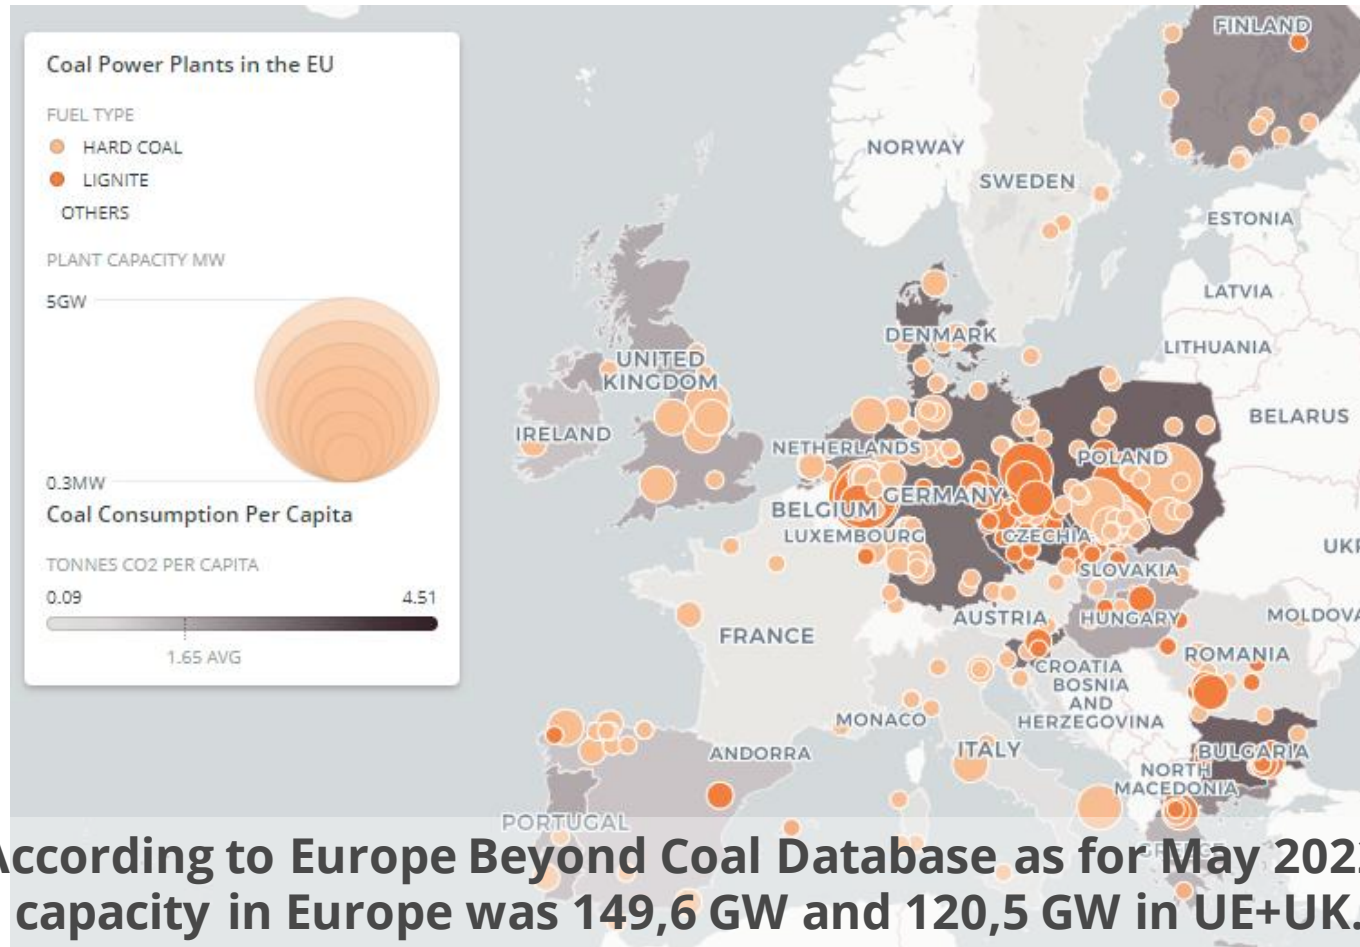 Coal Power Plants in the EU
FUEL TYPE
HARD COAL
LIGNITE
OTHERS
PLANT CAPACITY MW
5GW
0.3MW
Coal Consumption Per Capita
TONNES CO2 PER CAPITA
0.09 4.51
1.65 AVG
FINLAND
NORWAY
SWEDEN
ESTONIA
LATVIA
DENMARK
LITHUANIA
UNITED
KINGDOM
BELARUS
IRELAND
NETHERLANDS
POLAND
GERMANY
BELGIUM
LUXEMBOURG
CZECHIA
UKR
SLOVAKIA
AUSTRIA
HUNGARY
MOLDOVA
FRANCE
ROMANIA
CROATIA
BOSNIA
AND
HERZEGOVINA
MONACO
ITALY
ANDORRA
BULGARIA
NORTH
MACEDONIA
PORTUGAL
GREECE
According to Europe Beyond Coal Database as for May 202
capacity in Europe was 149,6 GW and 120,5 GW in UE+UK.